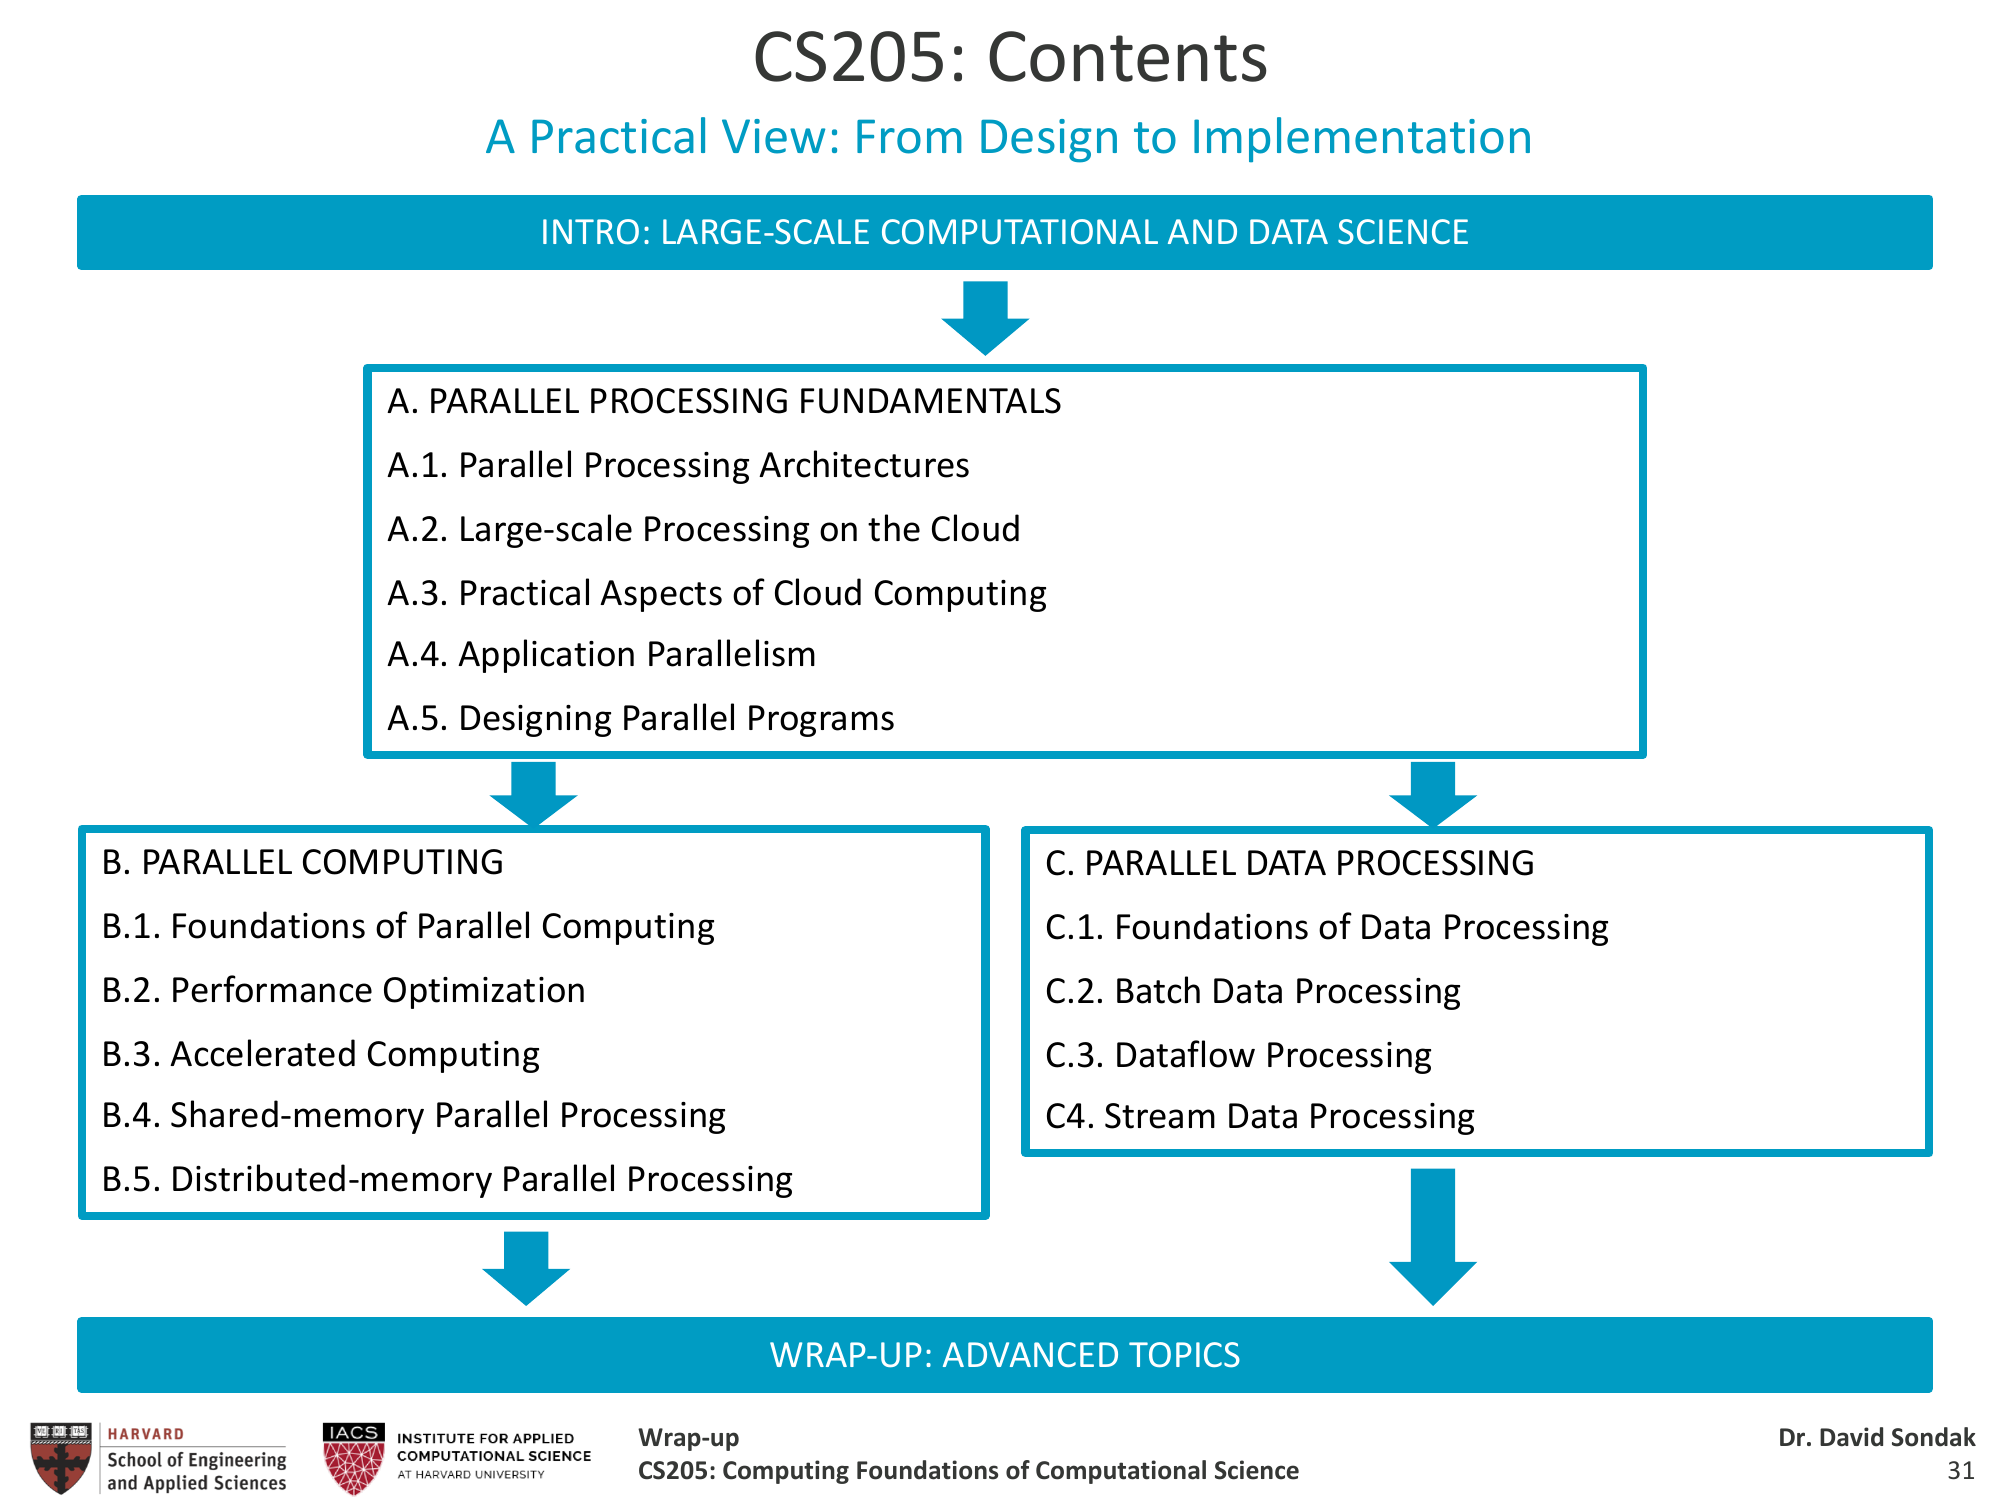 CS205: Contents
A Practical View: From Design to Implementation
INTRO: LARGE-SCALE COMPUTATIONAL AND DATA SCIENCE
A. PARALLEL PROCESSING FUNDAMENTALS
A.1. Parallel Processing Architectures
A.2. Large-scale Processing on the Cloud
A.3. Practical Aspects of Cloud Computing
A.4. Application Parallelism
A.5. Designing Parallel Programs
B. PARALLEL COMPUTING
B.1. Foundations of Parallel Computing
B.2. Performance Optimization
B.3. Accelerated Computing
B.4. Shared-memory Parallel Processing
B.5. Distributed-memory Parallel Processing
C. PARALLEL DATA PROCESSING
C.1. Foundations of Data Processing
C.2. Batch Data Processing
C.3. Dataflow Processing
C4. Stream Data Processing
WRAP-UP: ADVANCED TOPICS
HARVARD
School of Engineering
and Applied Sciences
IACS
INSTITUTE FOR APPLIED
COMPUTATIONAL SCIENCE
AT HARVARD UNIVERSITY
Wrap-up
CS205: Computing Foundations of Computational Science
Dr. David Sondak
31